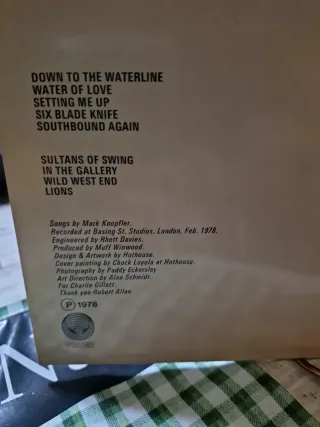 DOWN TO THE WATERLINE
WATER OF LOVE
SETTING ME UP
SIX BLADE KNIFE
SOUTHBOUND AGAIN
SULTANS OF SWING
IN THE GALLERY
WILD WEST END
LIONS
Songs by Mark Knopfler.
Recorded at Basing St. Studios, London. Feb. 1978.
Engineered by Rhett Davies.
Produced by Muff Winwood.
Design & Artwork by Hothouse.
Cover painting by Chuck Loyola at Hothouse.
Photography by Paddy Eckersley
Art Direction by Alan Schmidt.
For Charlie Gillett.
Thank you Robert Allan.
Ⓟ 1978
N